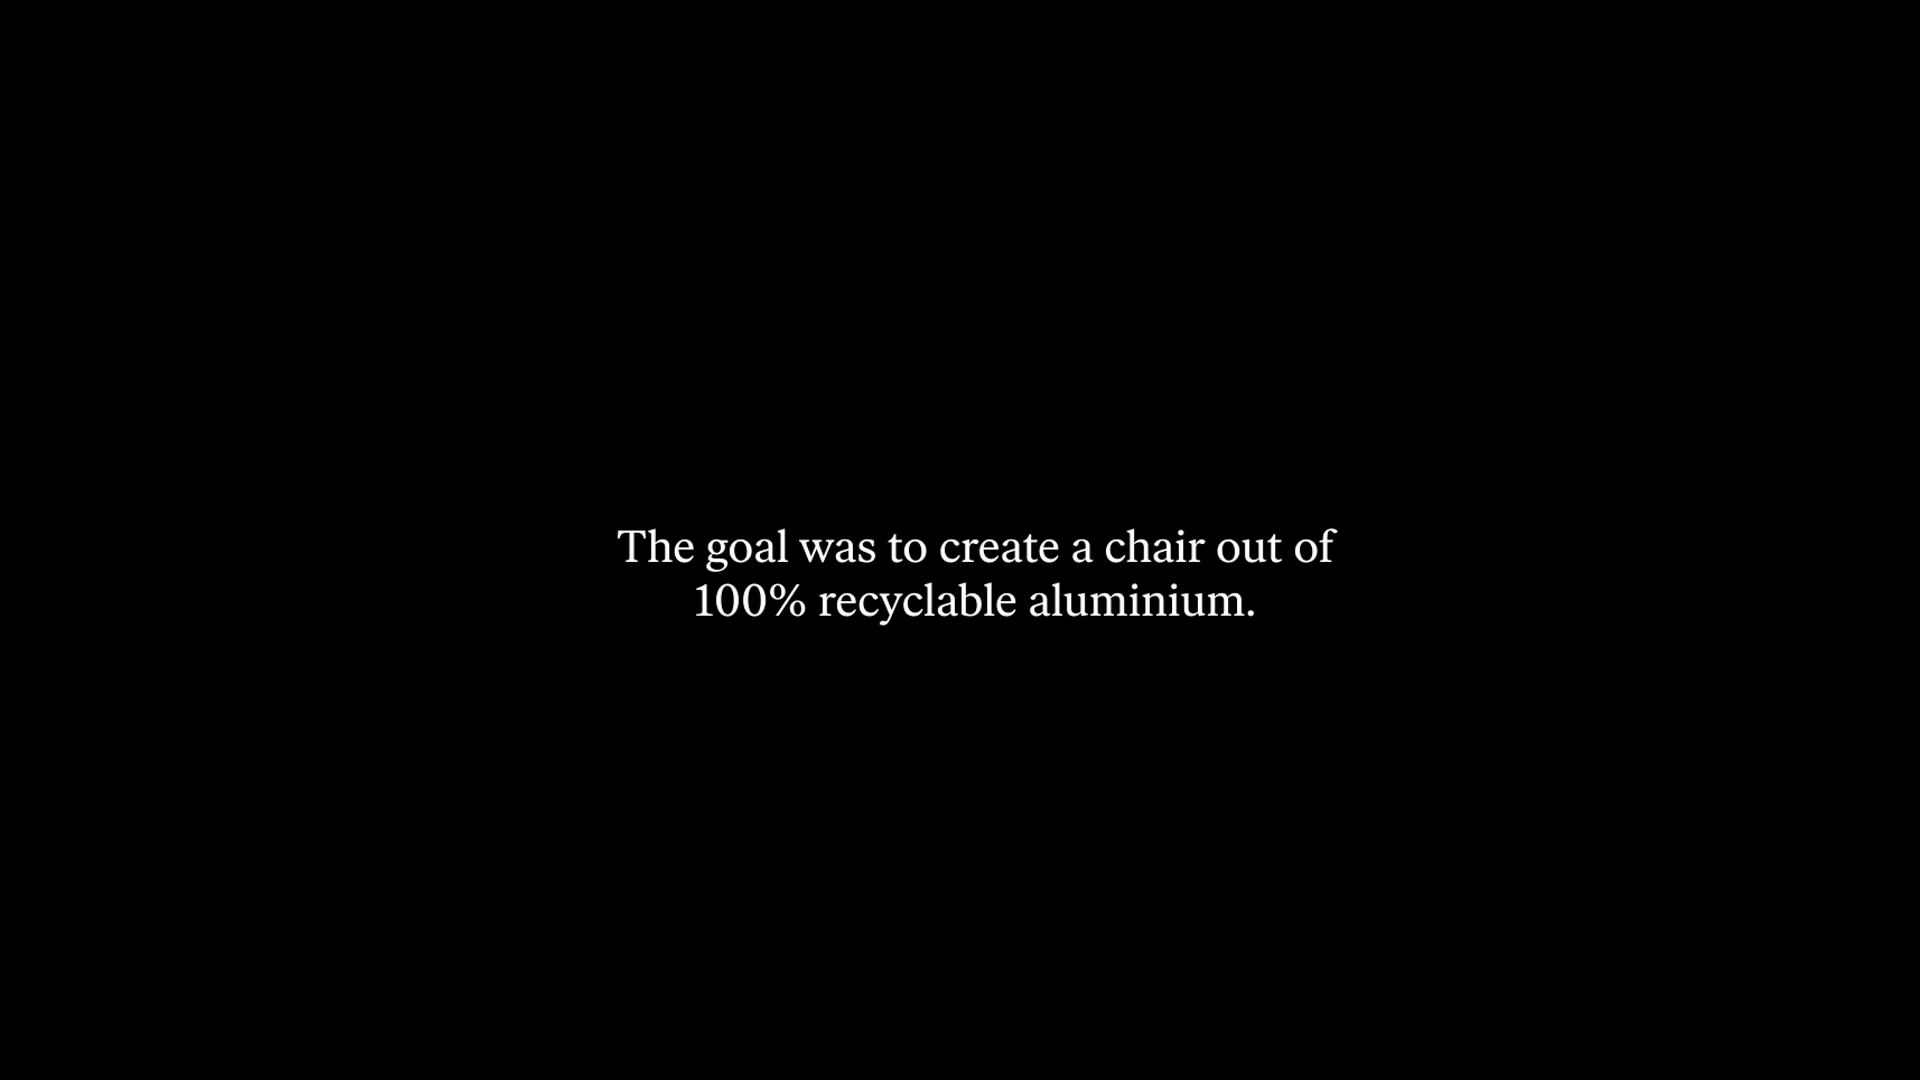 The goal was to create a chair out of
100% recyclable aluminium.